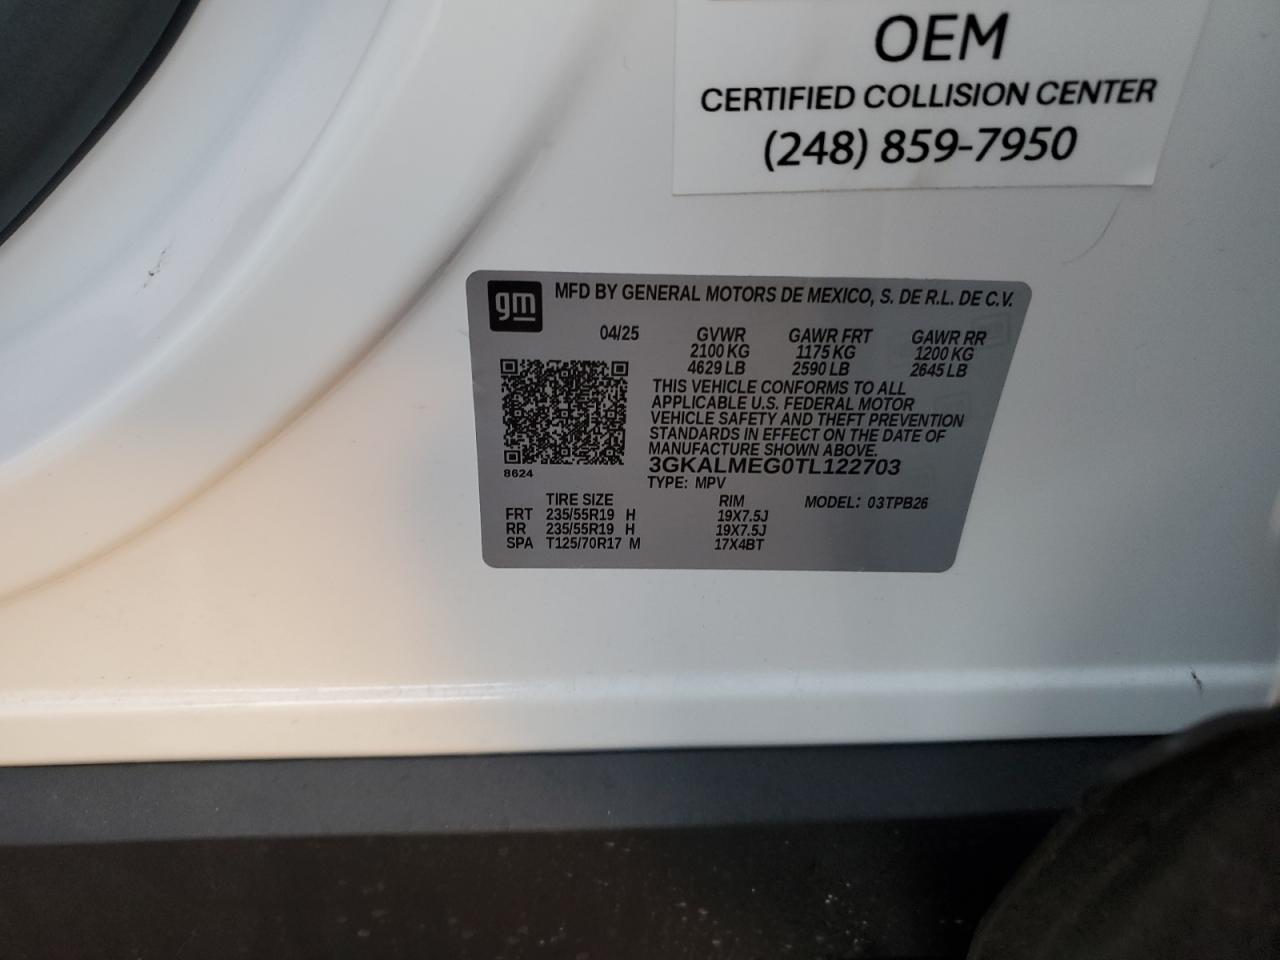 OEM
CERTIFIED COLLISION CENTER
(248) 859-7950
gm MFD BY GENERAL MOTORS DE MEXICO, S. DE R.L. DE C.V.
04/25 GVWR GAWR FRT GAWR RR
2100 KG 1175 KG 1200 KG
4629 LB 2590 LB 2645 LB
THIS VEHICLE CONFORMS TO ALL
APPLICABLE U.S. FEDERAL MOTOR
VEHICLE SAFETY AND THEFT PREVENTION
STANDARDS IN EFFECT ON THE DATE OF
MANUFACTURE SHOWN ABOVE.
3GKALMEG0TL122703
8624
TYPE: MPV
TIRE SIZE RIM MODEL: 03TPB26
FRT 235/55R19 H 19X7.5J
RR 235/55R19 H 19X7.5J
SPA T125/70R17 M 17X4BT